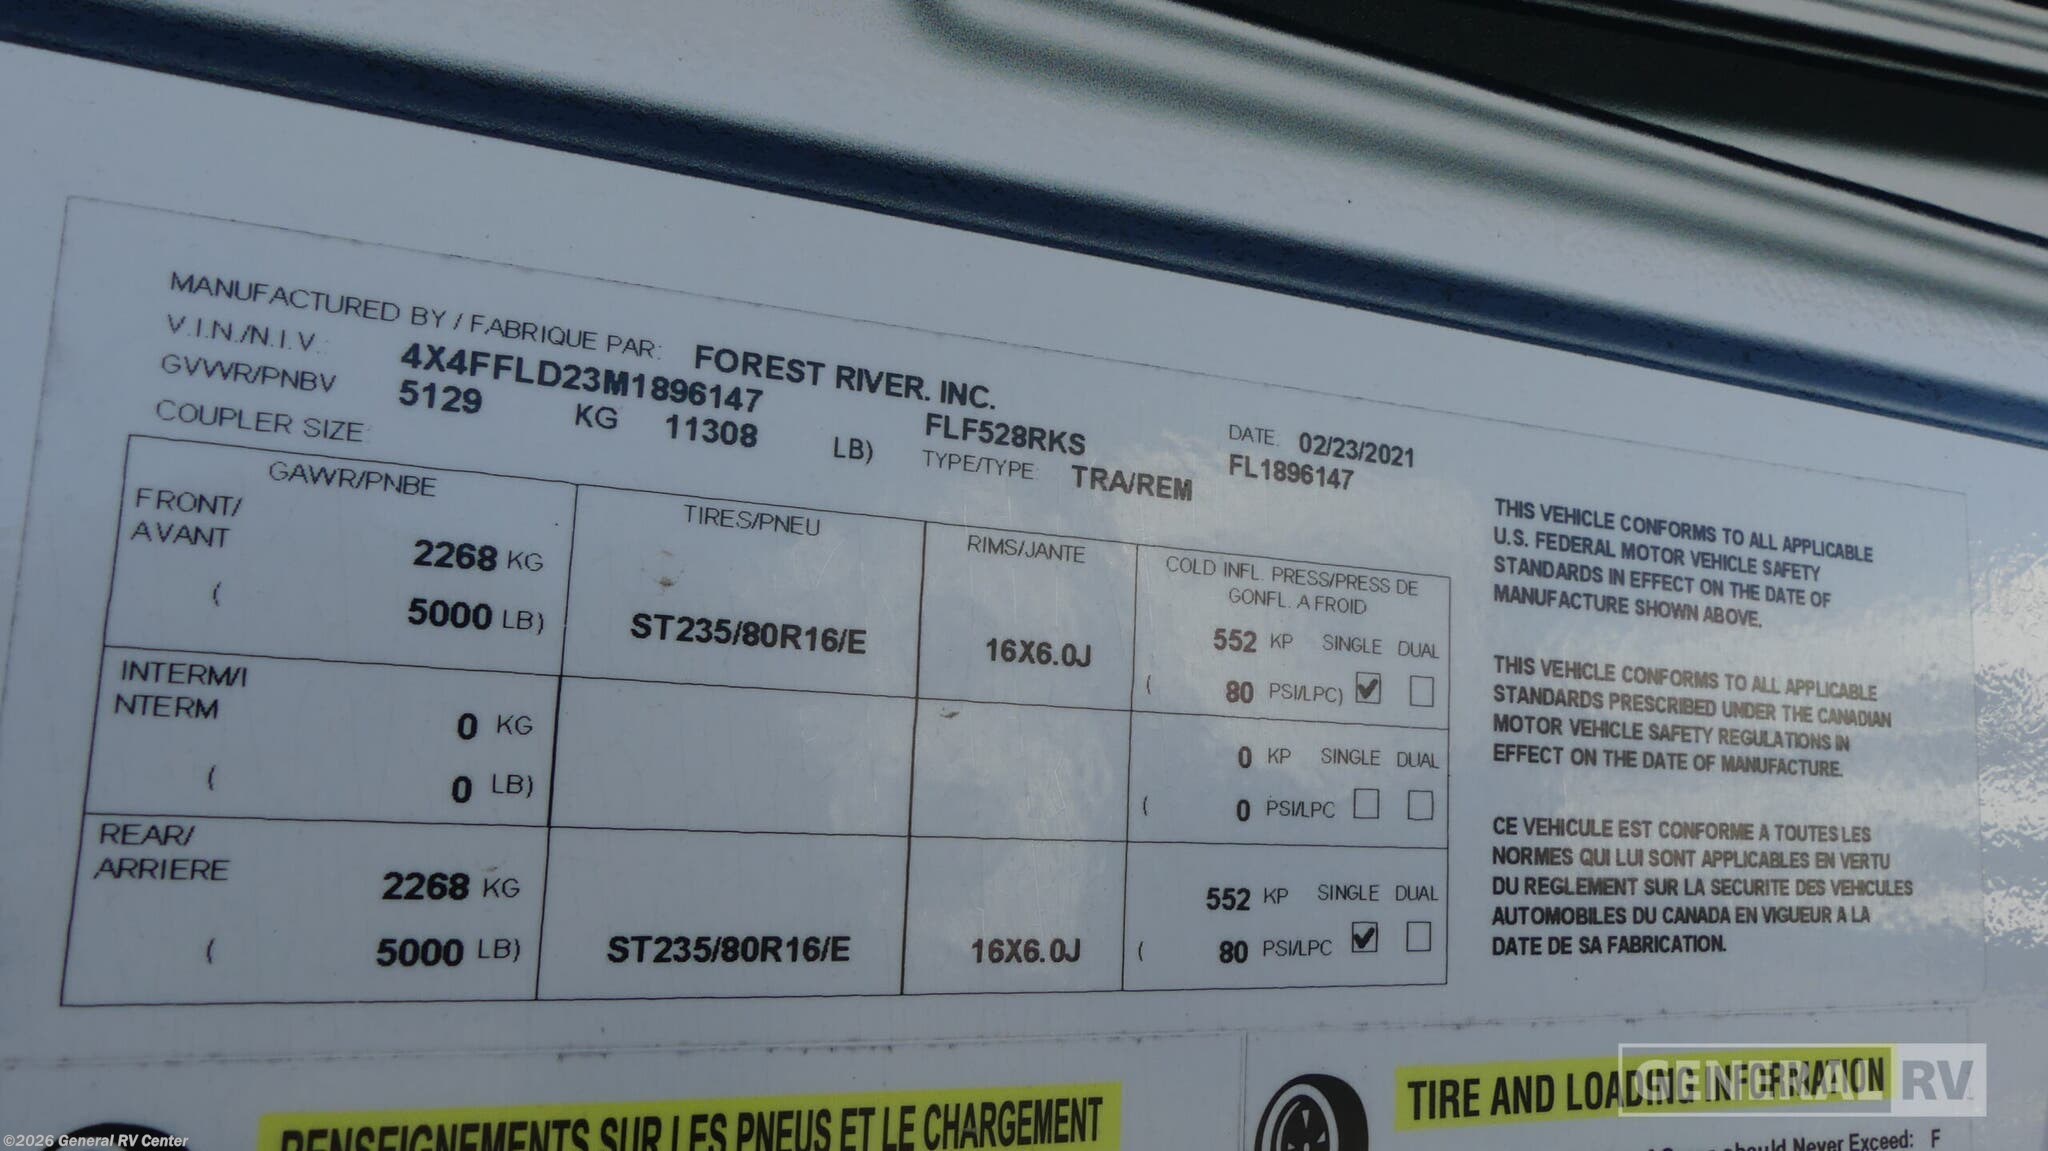 MANUFACTURED BY / FABRIQUE PAR: FOREST RIVER. INC.
V.I.N./N.I.V.: 4X4FFLD23M1896147
GVWR/PNBV 5129 KG 11308 LB)
FLF528RKS
DATE: 02/23/2021
COUPLER SIZE
TYPE/TYPE: TRA/REM
FL1896147
GAWR/PNBE
TIRES/PNEU
RIMS/JANTE
COLD INFL. PRESS/PRESS DE
GONFL. A FROID
FRONT/
AVANT
2268 KG
( 5000 LB)
ST235/80R16/E
16X6.0J
552 KP SINGLE DUAL
( 80 PSI/LPC)
INTERM/I
NTERM
0 KG
( 0 LB)
0 KP SINGLE DUAL
( 0 PSI/LPC
REAR/
ARRIERE
2268 KG
( 5000 LB)
ST235/80R16/E
16X6.0J
552 KP SINGLE DUAL
( 80 PSI/LPC
THIS VEHICLE CONFORMS TO ALL APPLICABLE
U.S. FEDERAL MOTOR VEHICLE SAFETY
STANDARDS IN EFFECT ON THE DATE OF
MANUFACTURE SHOWN ABOVE.
THIS VEHICLE CONFORMS TO ALL APPLICABLE
STANDARDS PRESCRIBED UNDER THE CANADIAN
MOTOR VEHICLE SAFETY REGULATIONS IN
EFFECT ON THE DATE OF MANUFACTURE.
CE VEHICULE EST CONFORME A TOUTES LES
NORMES QUI LUI SONT APPLICABLES EN VERTU
DU REGLEMENT SUR LA SECURITE DES VEHICULES
AUTOMOBILES DU CANADA EN VIGUEUR A LA
DATE DE SA FABRICATION.
RENSEIGNEMENTS SUR LES PNEUS ET LE CHARGEMENT
TIRE AND LOADING INFORMATION
should Never Exceed: F
GENERAL RV
©2026 General RV Center